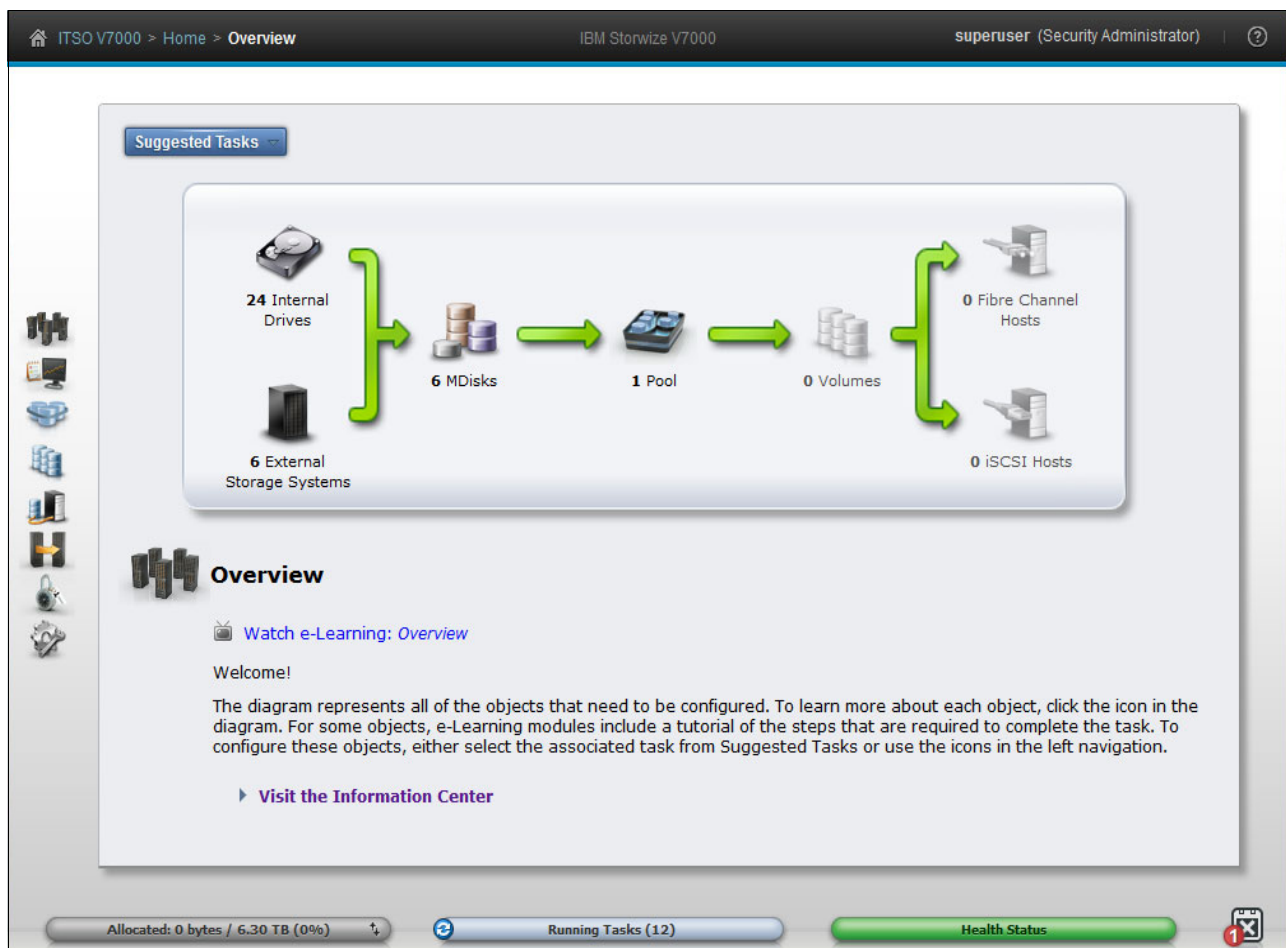 ITSO V7000 > Home > Overview
IBM Storwize V7000
superuser (Security Administrator)
?
Suggested Tasks
24 Internal
Drives
6 External
Storage Systems
6 MDisks
1 Pool
0 Volumes
0 Fibre Channel
Hosts
0 iSCSI Hosts
Overview
Watch e-Learning: Overview
Welcome!
The diagram represents all of the objects that need to be configured. To learn more about each object, click the icon in the
diagram. For some objects, e-Learning modules include a tutorial of the steps that are required to complete the task. To
configure these objects, either select the associated task from Suggested Tasks or use the icons in the left navigation.
Visit the Information Center
Allocated: 0 bytes / 6.30 TB (0%)
Running Tasks (12)
Health Status
1